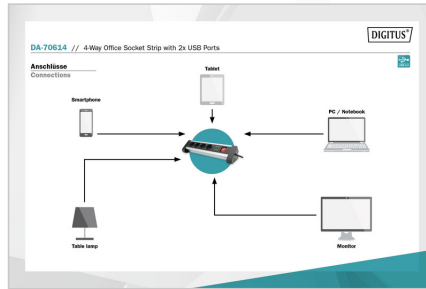 DIGITUS®
DA-70614 // 4-Way Office Socket Strip with 2x USB Ports
Anschlüsse
Connections
Tablet
Smartphone
PC / Notebook
Table lamp
Monitor